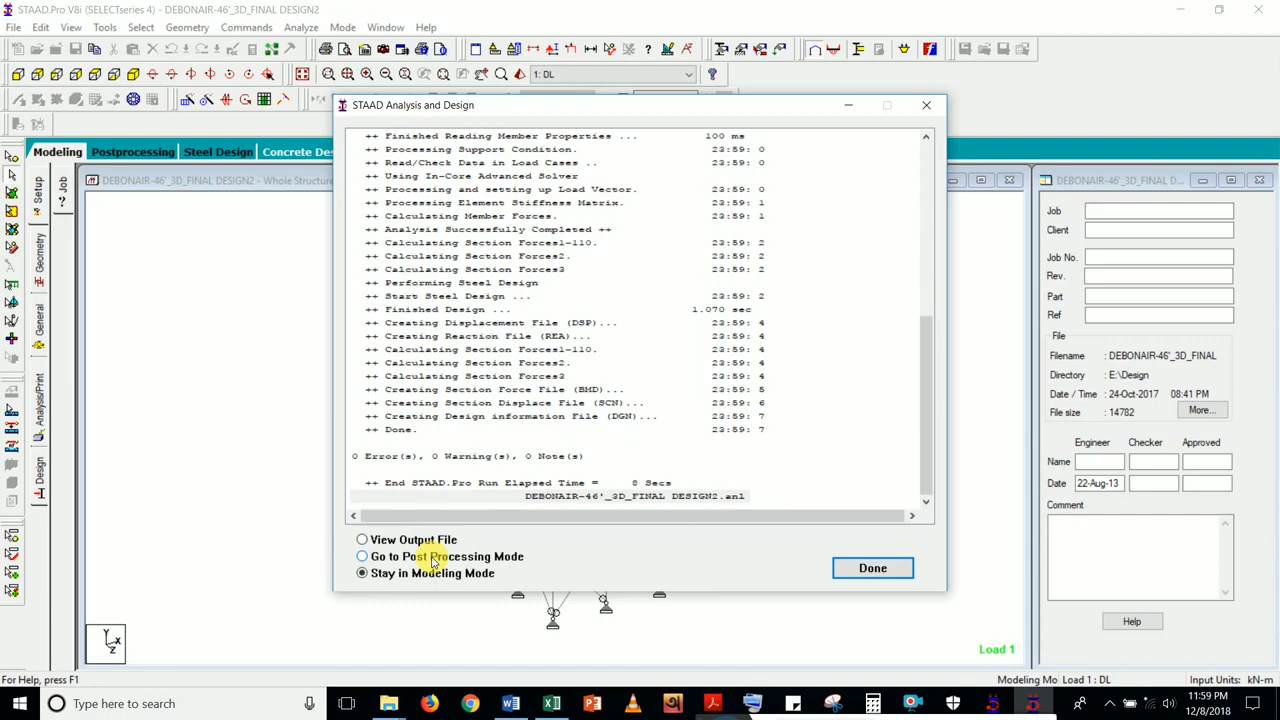 STAAD.Pro V8i (SELECTseries 4) - DEBONAIR-46'_3D_FINAL DESIGN2
File Edit View Tools Select Geometry Commands Analyze Mode Window Help
1: DL
STAAD Analysis and Design
Modeling Postprocessing Steel Design Concrete De
DEBONAIR-46'_3D_FINAL DESIGN2 - Whole Structure
DEBONAIR-46'_3D_FINAL D...
Setup
Geometry
General
Analysis/Print
Design
Job
++ Finished Reading Member Properties ... 100 ms
++ Processing Support Condition. 23:59: 0
++ Read/Check Data in Load Cases .. 23:59: 0
++ Using In-Core Advanced Solver
++ Processing and setting up Load Vector. 23:59: 0
++ Processing Element Stiffness Matrix. 23:59: 1
++ Calculating Member Forces. 23:59: 1
++ Analysis Successfully Completed ++
++ Calculating Section Forces1-110. 23:59: 2
++ Calculating Section Forces2. 23:59: 2
++ Calculating Section Forces3 23:59: 2
++ Performing Steel Design
++ Start Steel Design ... 23:59: 2
++ Finished Design ... 1.070 sec
++ Creating Displacement File (DSP)... 23:59: 4
++ Creating Reaction File (REA)... 23:59: 4
++ Calculating Section Forces1-110. 23:59: 4
++ Calculating Section Forces2. 23:59: 4
++ Calculating Section Forces3 23:59: 4
++ Creating Section Force File (BMD)... 23:59: 5
++ Creating Section Displace File (SCN)... 23:59: 6
++ Creating Design information File (DGN)... 23:59: 7
++ Done. 23:59: 7
0 Error(s), 0 Warning(s), 0 Note(s)
++ End STAAD.Pro Run Elapsed Time = 8 Secs
DEBONAIR-46'_3D_FINAL DESIGN2.anl
View Output File
Go to Post Processing Mode
Stay in Modeling Mode
Done
Job
Client
Job No.
Rev.
Part
Ref
File
Filename : DEBONAIR-46'_3D_FINAL
Directory : E:\Design
Date / Time : 24-Oct-2017 08:41 PM
File size : 14782 More...
Engineer Checker Approved
Name
Date 22-Aug-13
Comment
Help
Y
X
Z
Load 1
For Help, press F1
Modeling Mo Load 1 : DL Input Units: kN-m
Type here to search
11:59 PM
12/8/2018